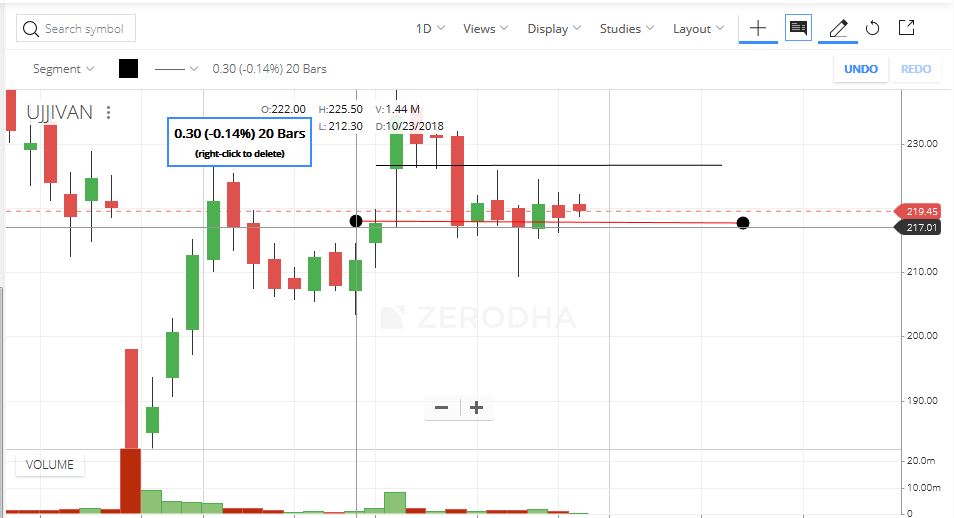 Search symbol 1D Views Display Studies Layout
Segment 0.30 (-0.14%) 20 Bars UNDO REDO
UJJIVAN O:222.00 H:225.50 V:1.44 M
L: 212.30 D:10/23/2018
0.30 (-0.14%) 20 Bars
(right-click to delete)
230.00
219.45
217.01
210.00
ZERODHA
200.00
190.00
VOLUME
20.0m
10.00m
0